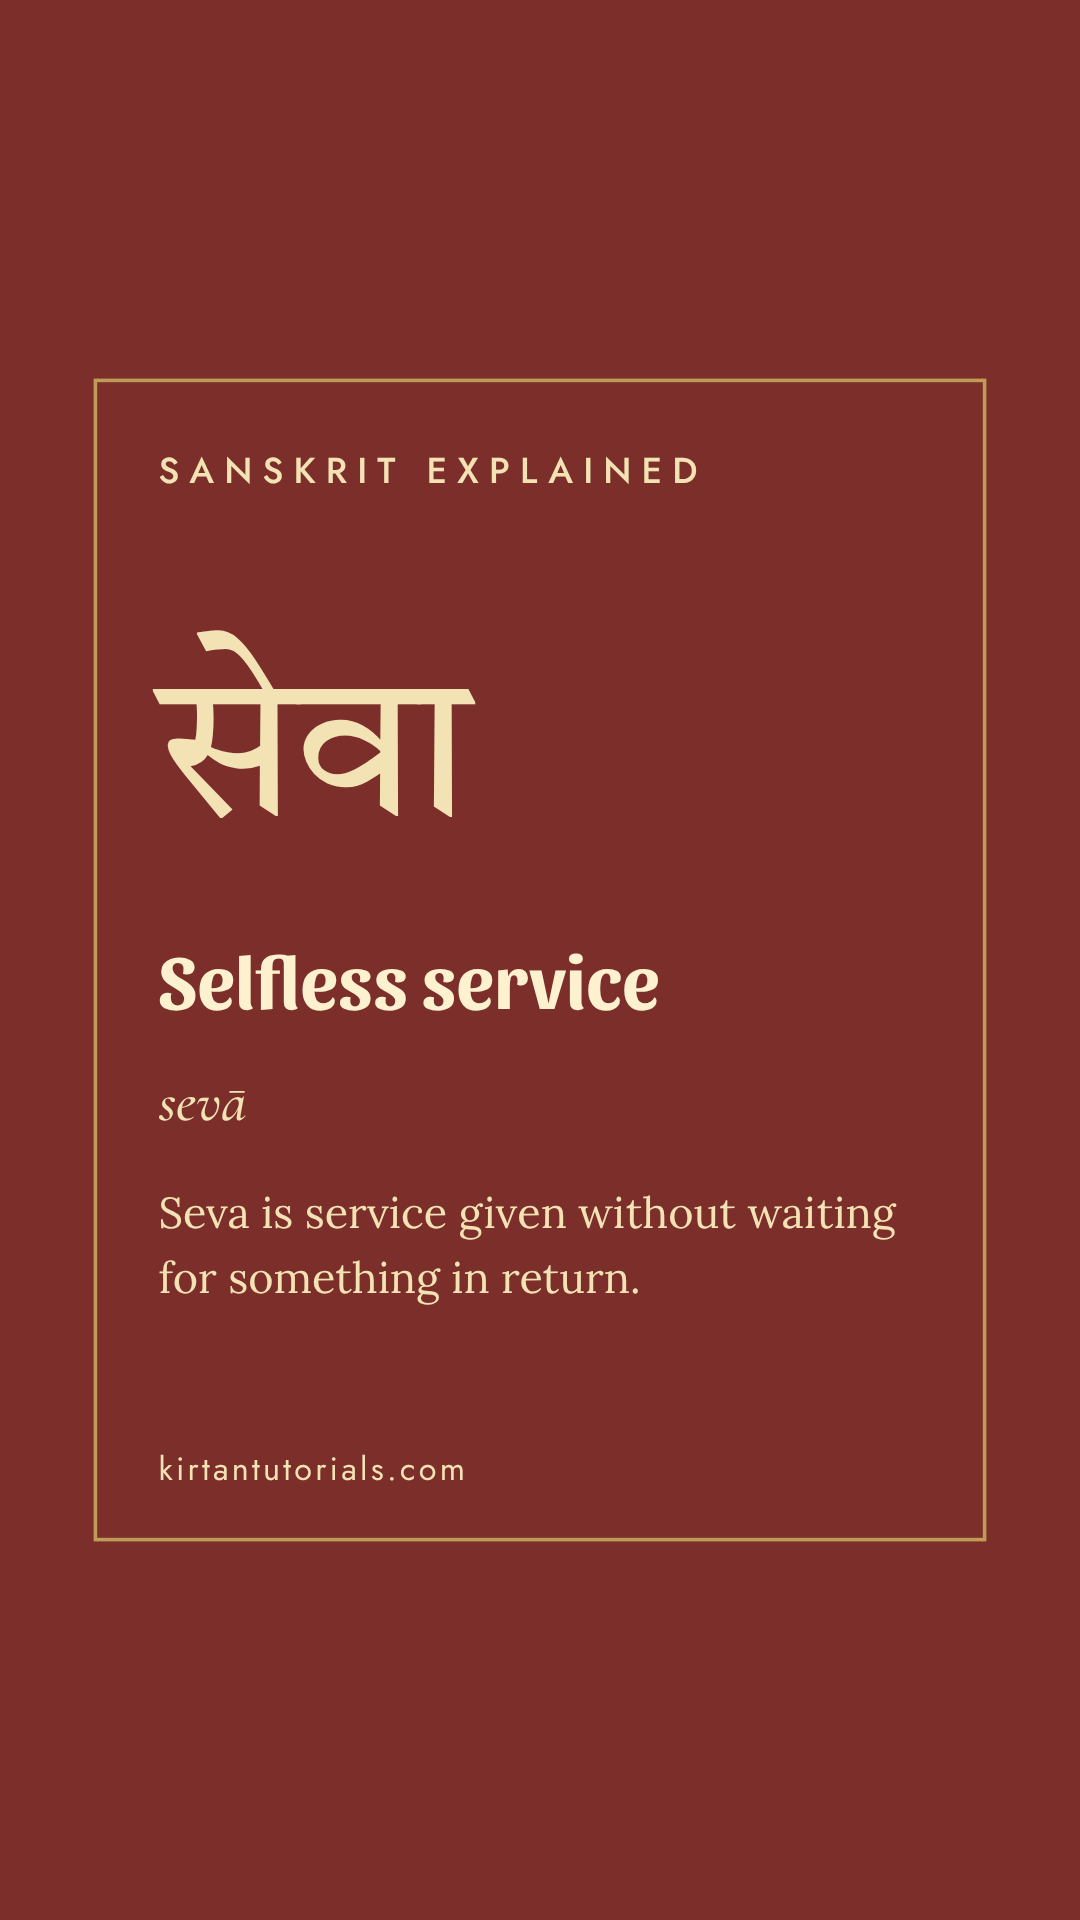 SANSKRIT EXPLAINED
सेवा
Selfless service
sevā
Seva is service given without waiting
for something in return.
kirtantutorials.com